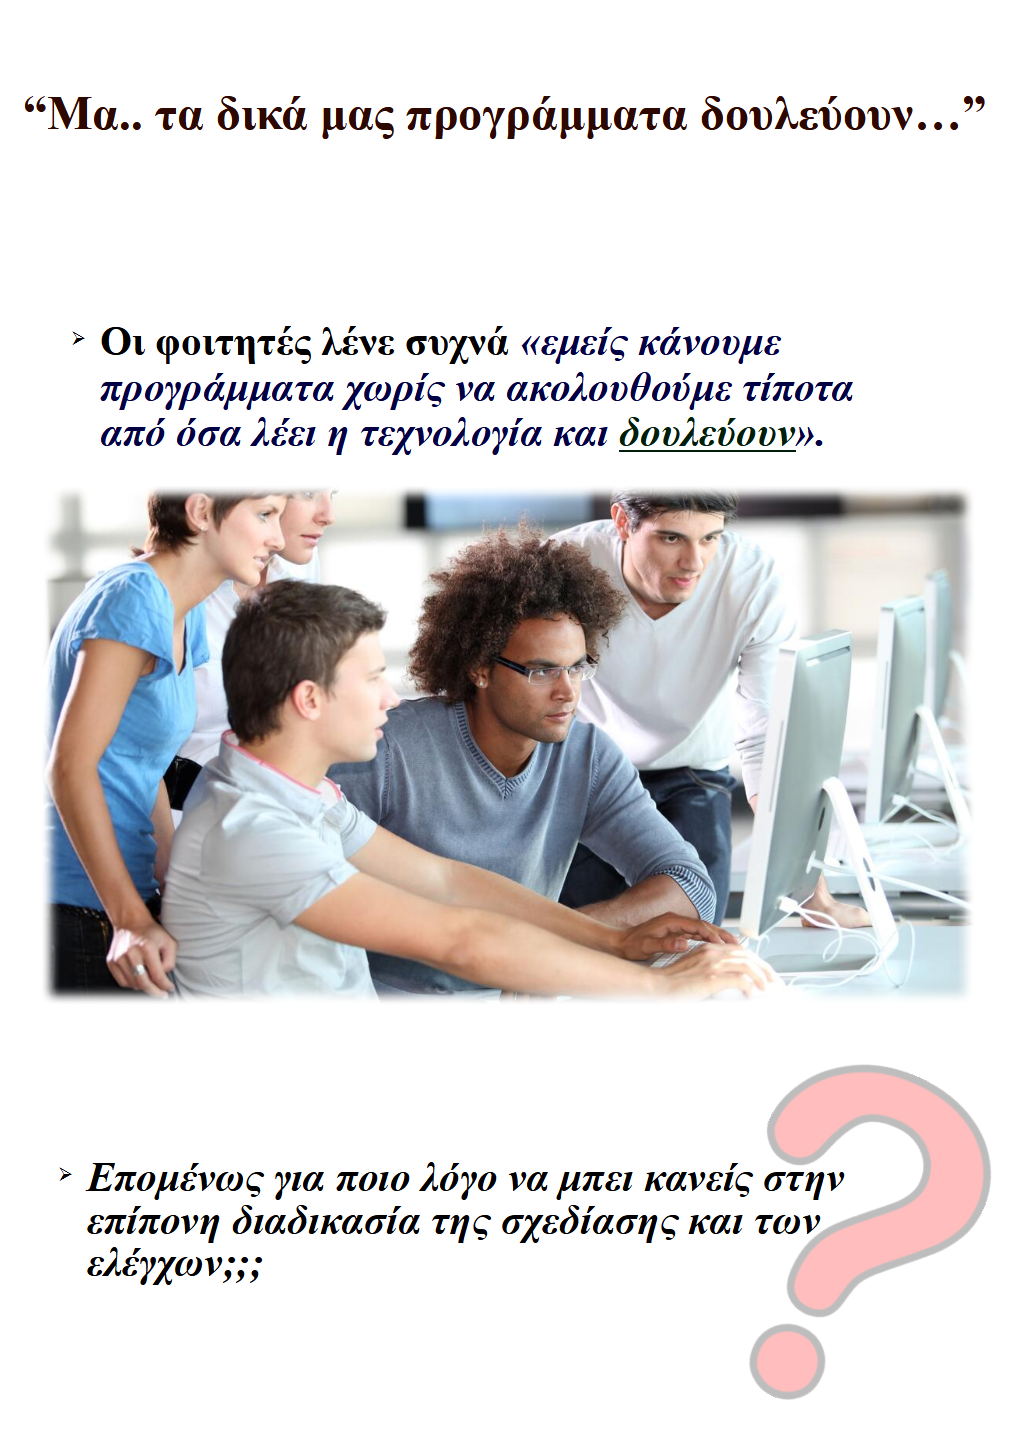 “Μα.. τα δικά μας προγράμματα δουλεύουν…”
➢ Οι φοιτητές λένε συχνά «εμείς κάνουμε
προγράμματα χωρίς να ακολουθούμε τίποτα
από όσα λέει η τεχνολογία και δουλεύουν».
➢ Επομένως για ποιο λόγο να μπει κανείς στην
επίπονη διαδικασία της σχεδίασης και των
ελέγχων;;;
?